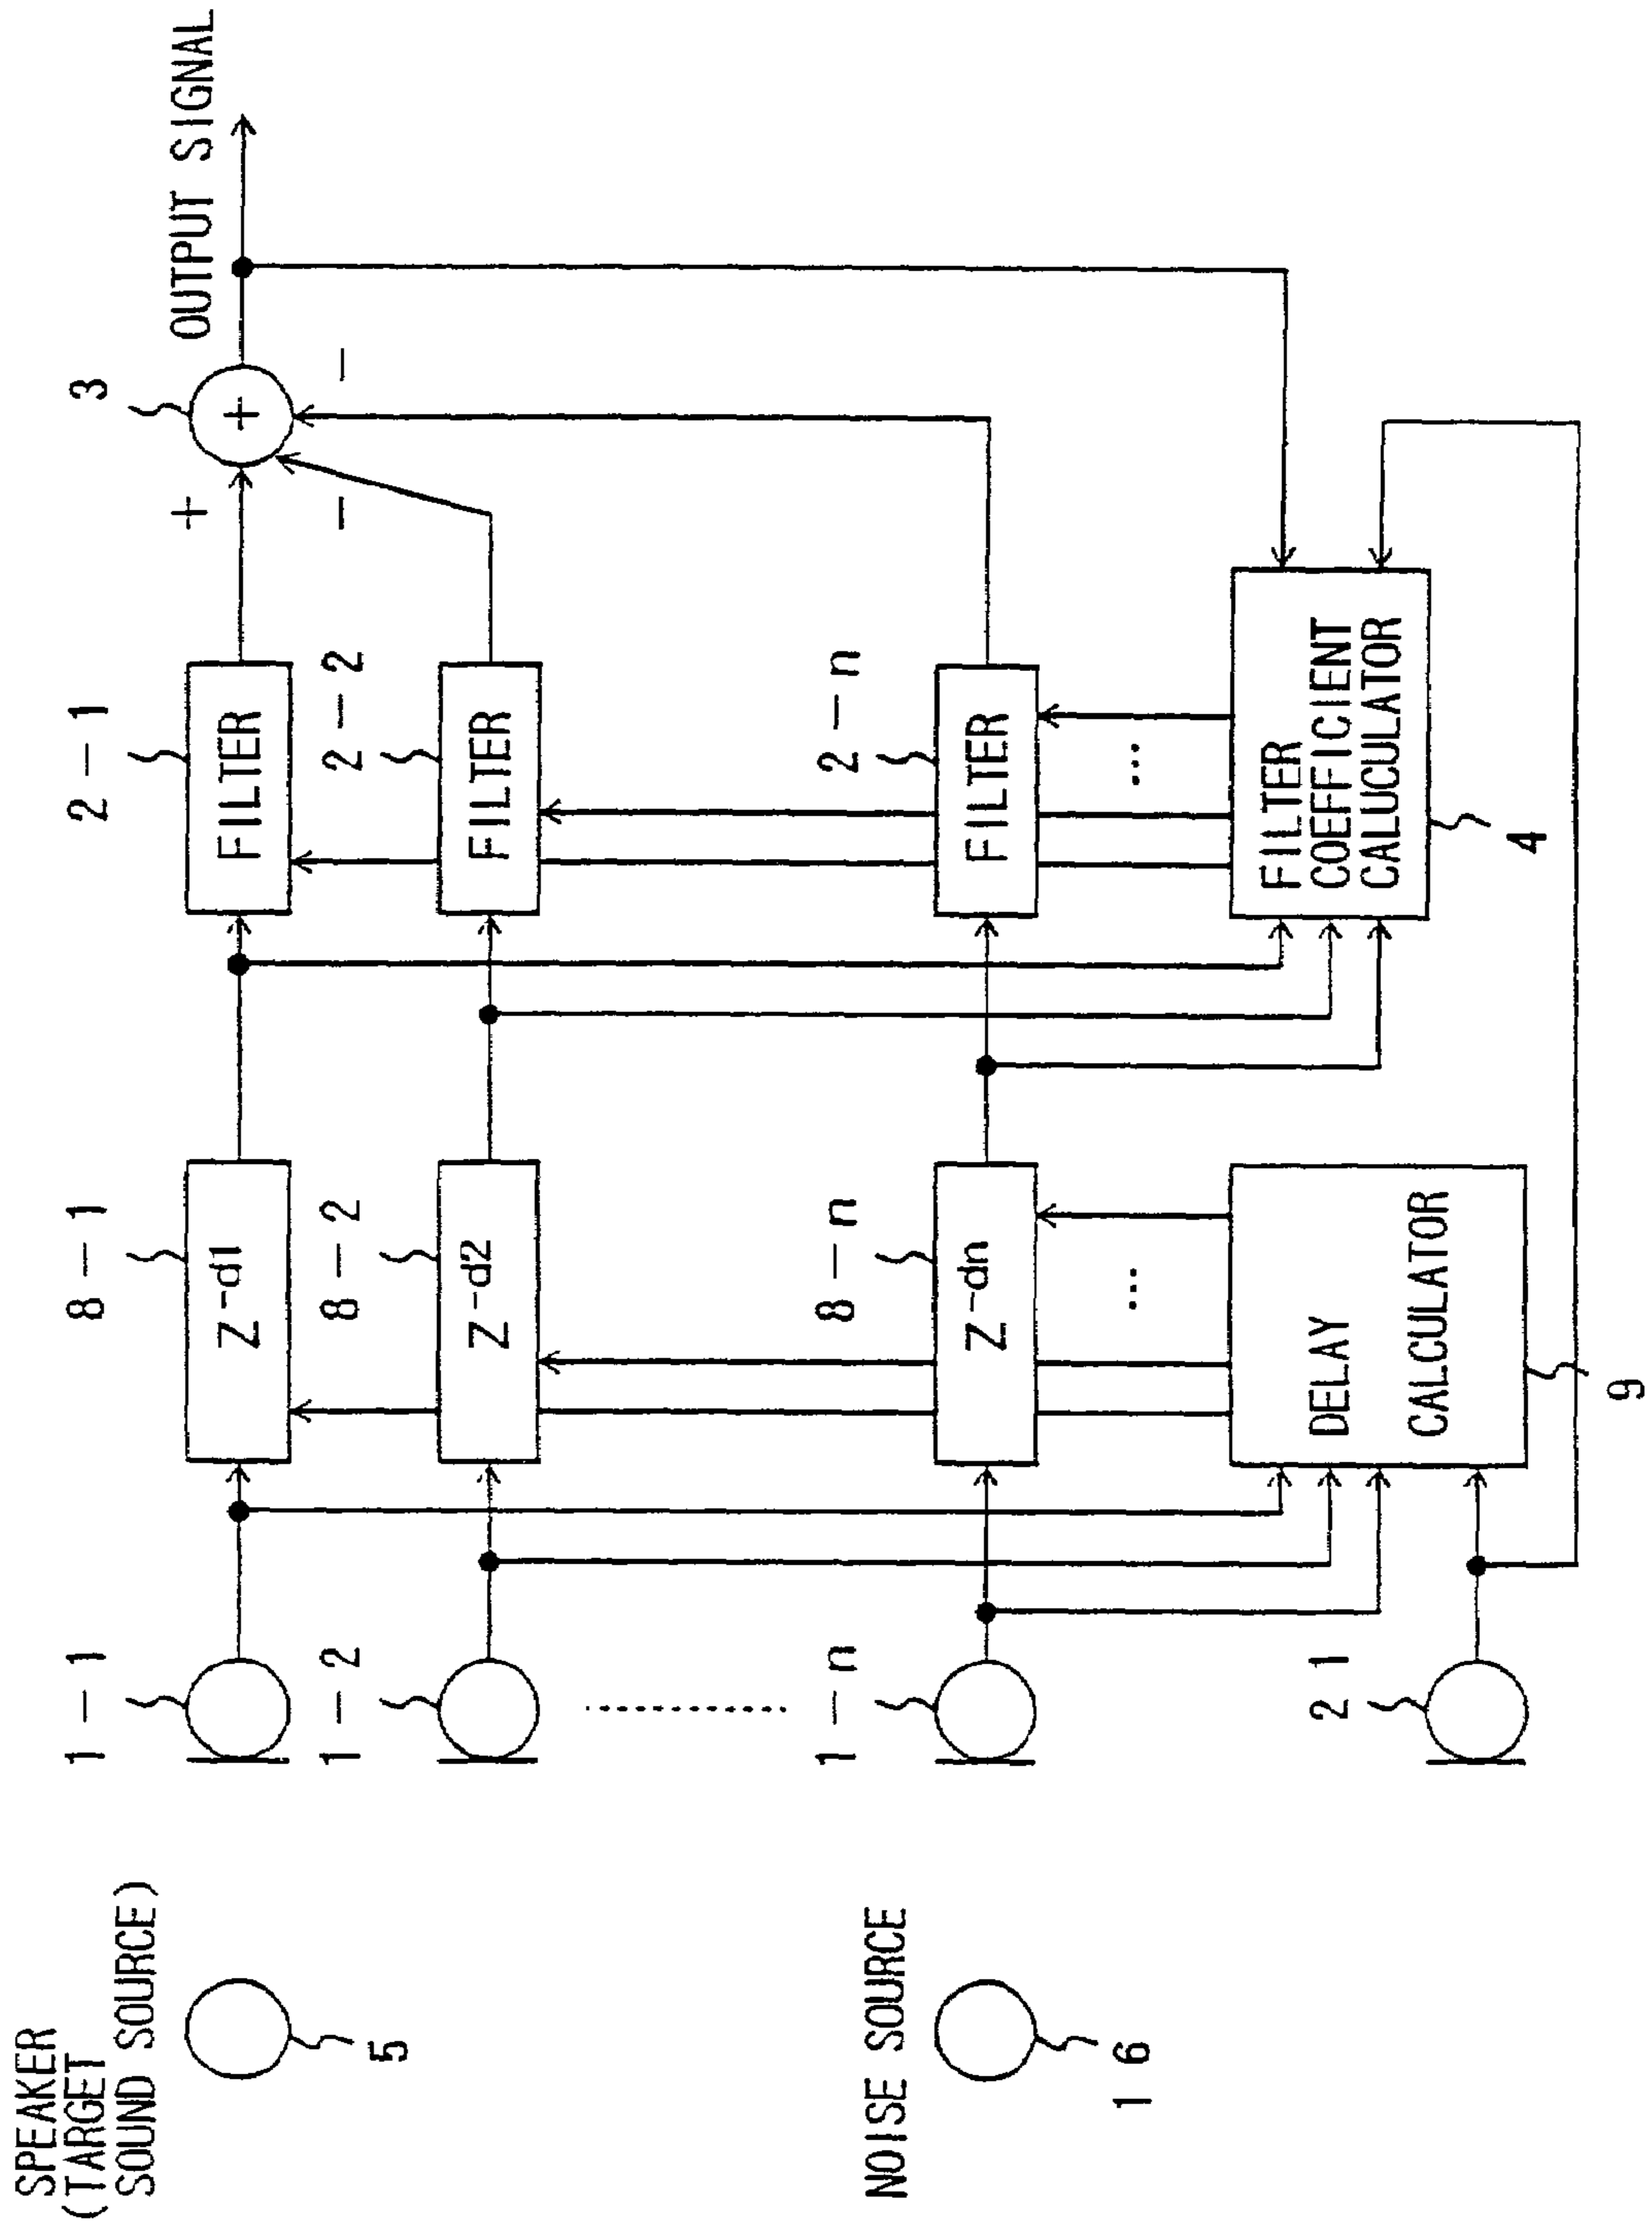 SPEAKER
(TARGET
SOUND SOURCE)
5
NOISE SOURCE
16
1-1
1-2
1-n
21
8-1
Z-d1
8-2
Z-d2
8-n
Z-dn
...
DELAY
CALCULATOR
9
2-1
FILTER
2-2
FILTER
2-n
FILTER
...
FILTER
COEFFICIENT
CALUCULATOR
4
3
+
+
-
-
OUTPUT SIGNAL